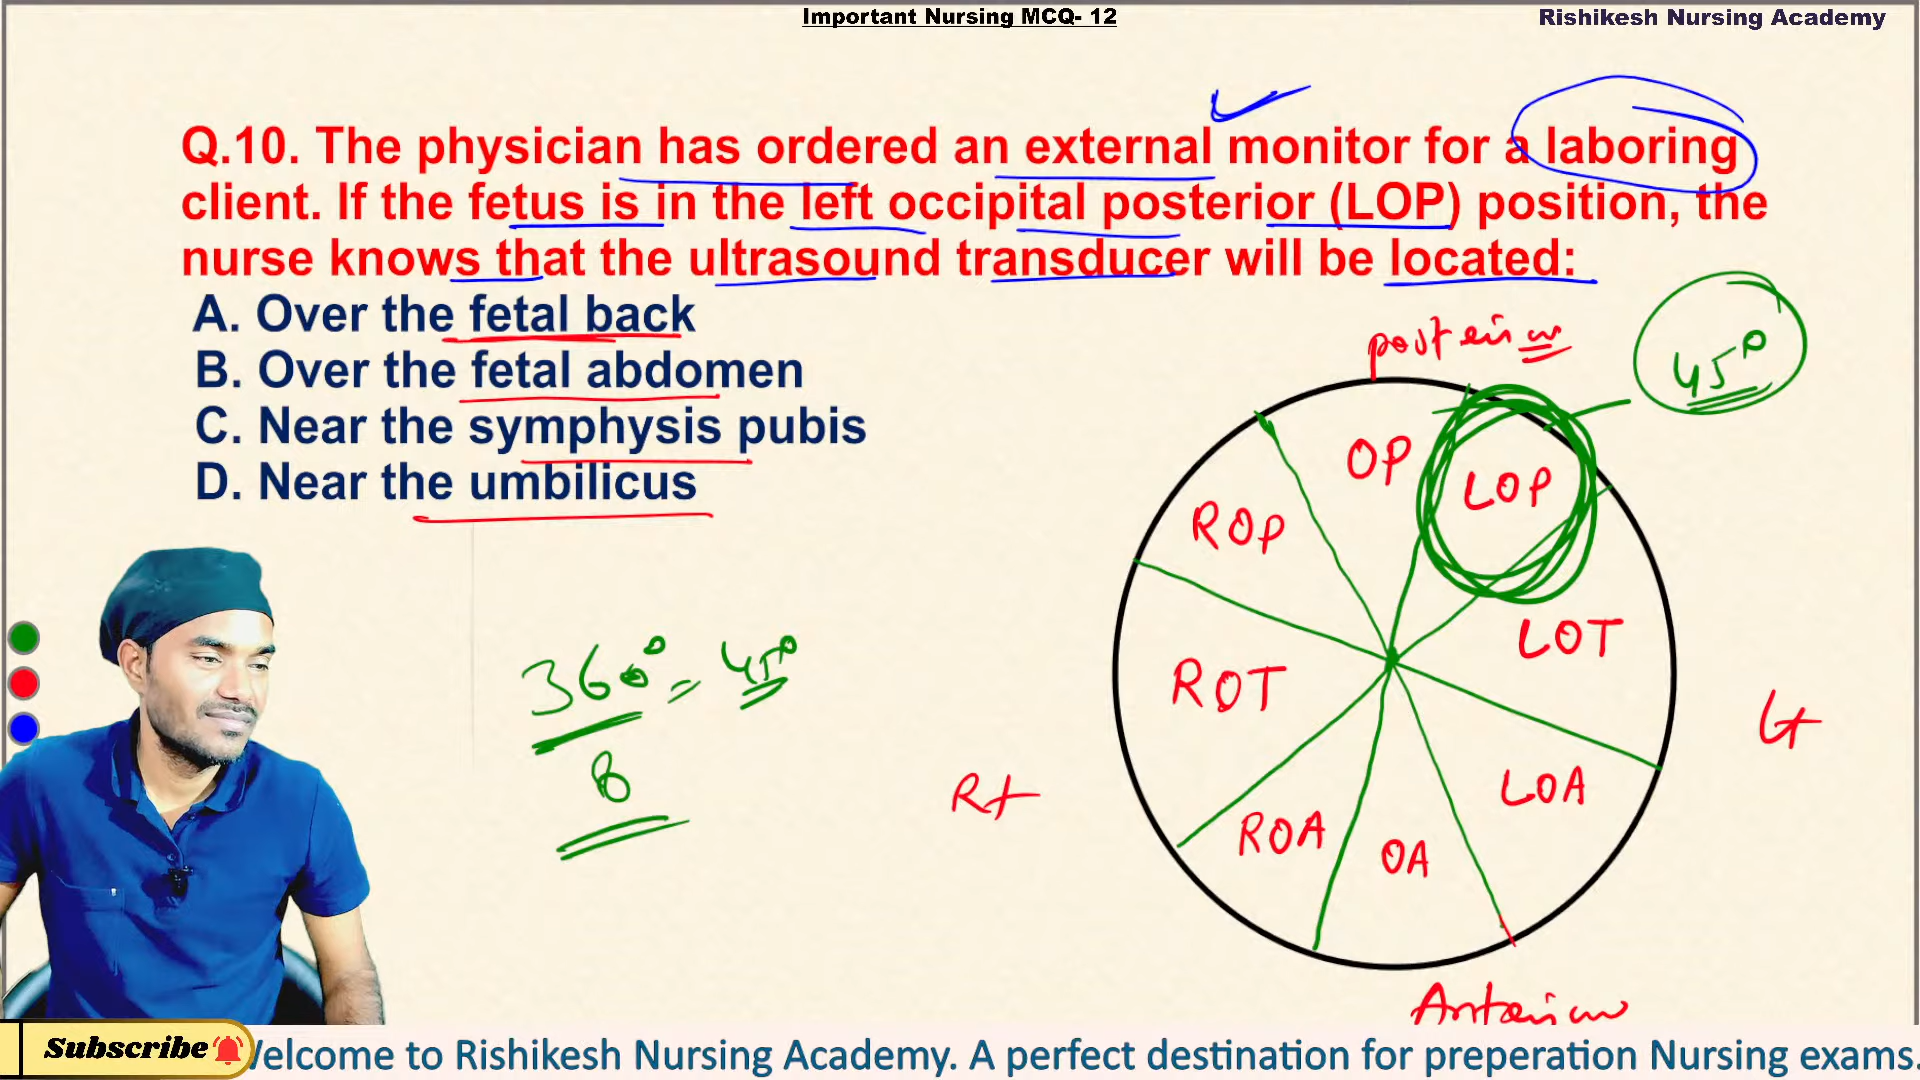 Important Nursing MCQ- 12
Rishikesh Nursing Academy
Q.10. The physician has ordered an external monitor for a laboring
client. If the fetus is in the left occipital posterior (LOP) position, the
nurse knows that the ultrasound transducer will be located:
A. Over the fetal back
B. Over the fetal abdomen
C. Near the symphysis pubis
D. Near the umbilicus
posterior
45°
OP
LOP
ROP
LOT
ROT
360° = 45°
8
Lt
Rt
LOA
ROA
OA
Anterior
Subscribe
Welcome to Rishikesh Nursing Academy. A perfect destination for preperation Nursing exams.